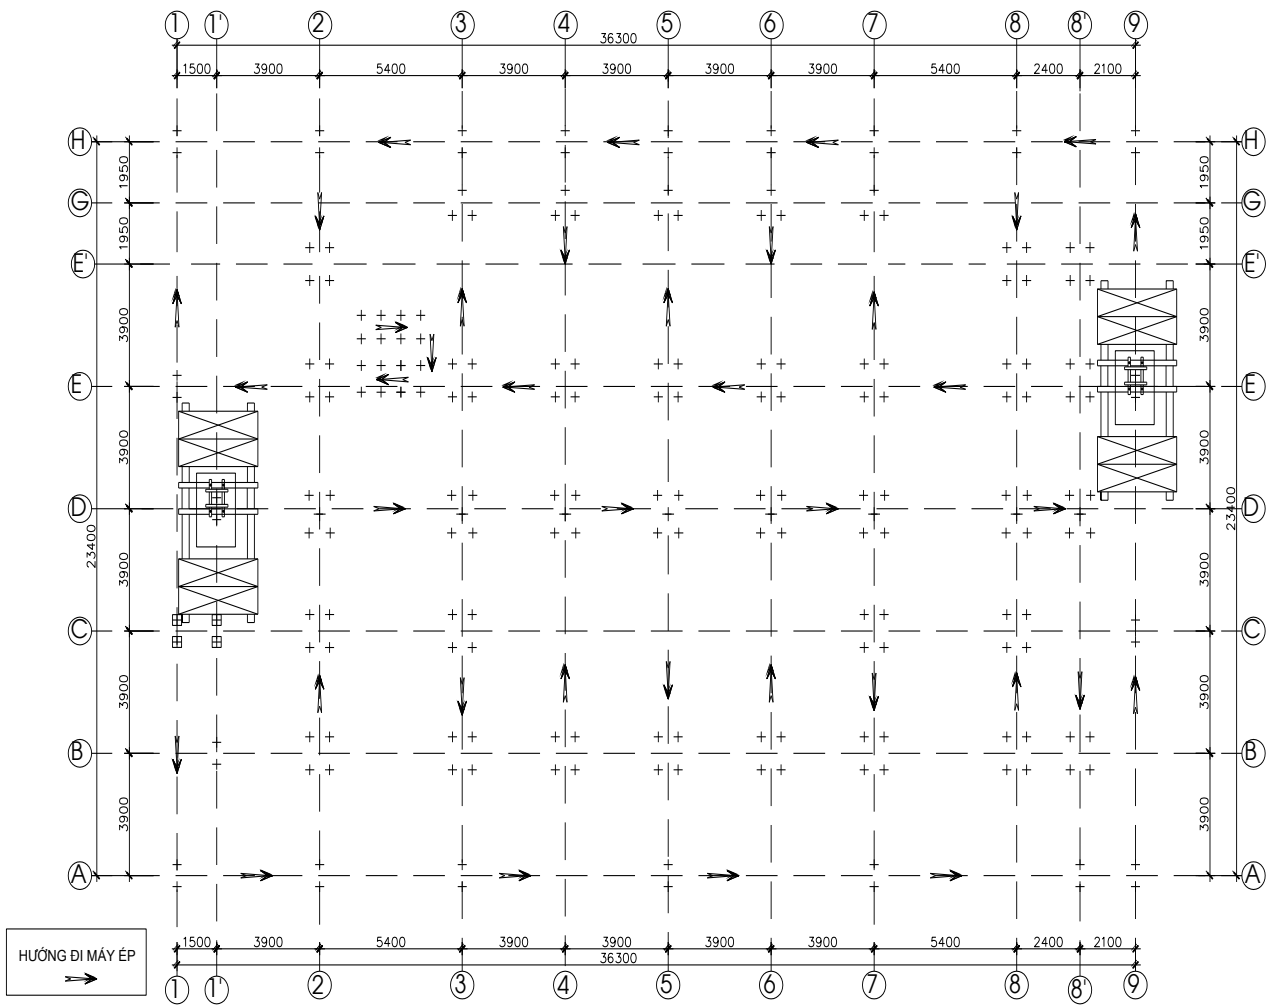 1 1' 2 3 4 5 6 7 8 8' 9
36300
1500 3900 5400 3900 3900 3900 3900 5400 2400 2100
H H
1950 1950
G G
1950 1950
E' E'
3900 3900
E E
3900 3900
D D
23400 23400
3900 3900
C C
3900 3900
B B
3900 3900
A A
1500 3900 5400 3900 3900 3900 3900 5400 2400 2100
36300
HƯỚNG ĐI MÁY ÉP
1 1' 2 3 4 5 6 7 8 8' 9